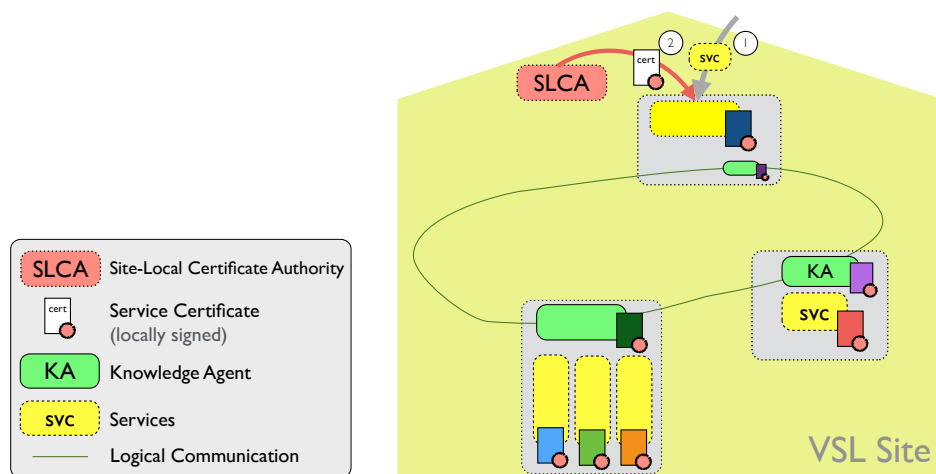 2
1
cert
svc
SLCA
KA
svc
VSL Site
SLCA Site-Local Certificate Authority
cert
Service Certificate
(locally signed)
KA Knowledge Agent
svc Services
Logical Communication